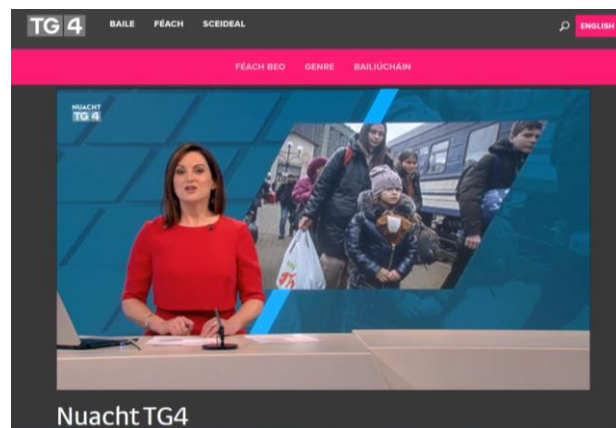 TG4 BAILE FÉACH SCEIDEAL ENGLISH
FÉACH BEO GENRE BAILIÚCHÁIN
NUACHT
TG4
Nuacht TG4